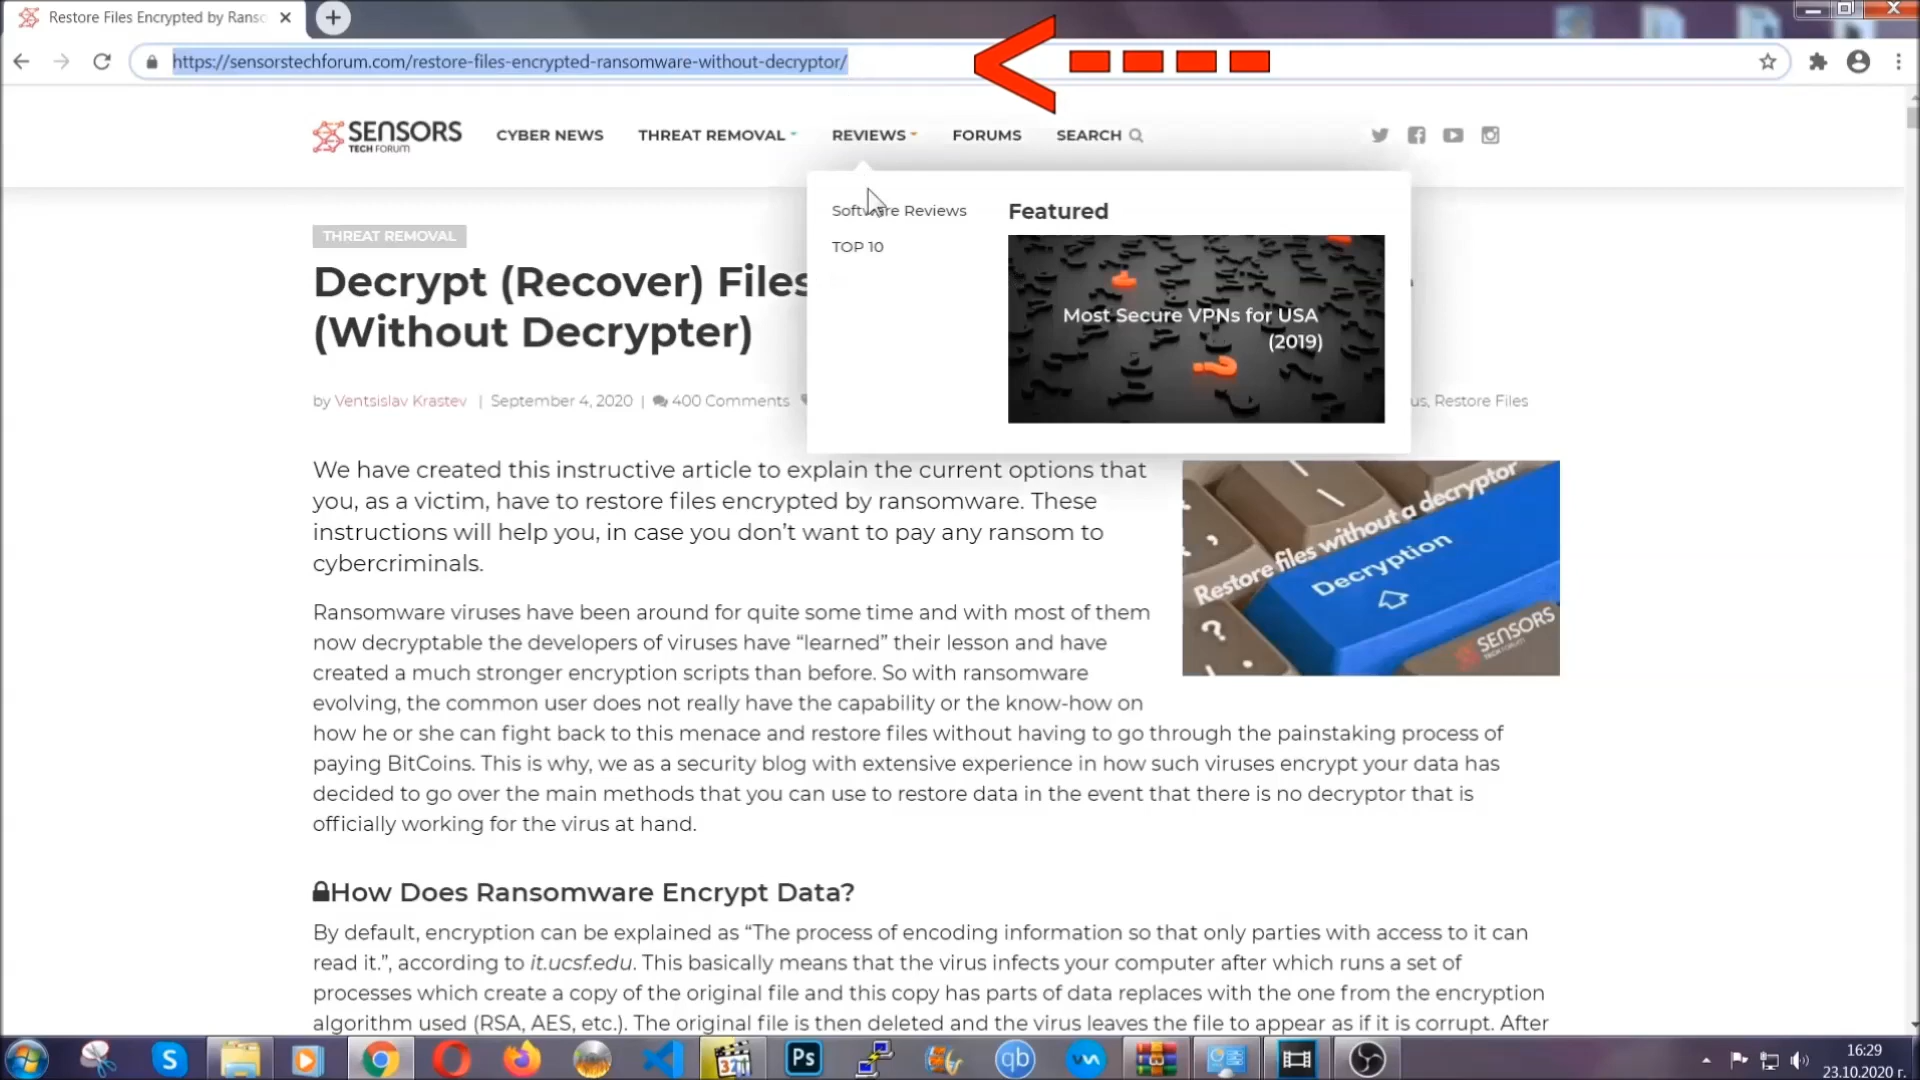 Restore Files Encrypted by Ranso
https://sensorstechforum.com/restore-files-encrypted-ransomware-without-decryptor/
SENSORS
TECH FORUM
CYBER NEWS
THREAT REMOVAL
REVIEWS
FORUMS
SEARCH
Software Reviews
TOP 10
Featured
Most Secure VPNs for USA
(2019)
THREAT REMOVAL
Decrypt (Recover) Files
(Without Decrypter)
by Ventsislav Krastev | September 4, 2020 | 400 Comments
us, Restore Files
We have created this instructive article to explain the current options that
you, as a victim, have to restore files encrypted by ransomware. These
instructions will help you, in case you don’t want to pay any ransom to
cybercriminals.
Restore files without a decryptor
Decryption
SENSORS
TECH FORUM
Ransomware viruses have been around for quite some time and with most of them
now decryptable the developers of viruses have “learned” their lesson and have
created a much stronger encryption scripts than before. So with ransomware
evolving, the common user does not really have the capability or the know-how on
how he or she can fight back to this menace and restore files without having to go through the painstaking process of
paying BitCoins. This is why, we as a security blog with extensive experience in how such viruses encrypt your data has
decided to go over the main methods that you can use to restore data in the event that there is no decryptor that is
officially working for the virus at hand.
How Does Ransomware Encrypt Data?
By default, encryption can be explained as “The process of encoding information so that only parties with access to it can
read it.”, according to it.ucsf.edu. This basically means that the virus infects your computer after which runs a set of
processes which create a copy of the original file and this copy has parts of data replaces with the one from the encryption
algorithm used (RSA, AES, etc.). The original file is then deleted and the virus leaves the file to appear as if it is corrupt. After
S
321
Ps
qb
16:29
23.10.2020 г.